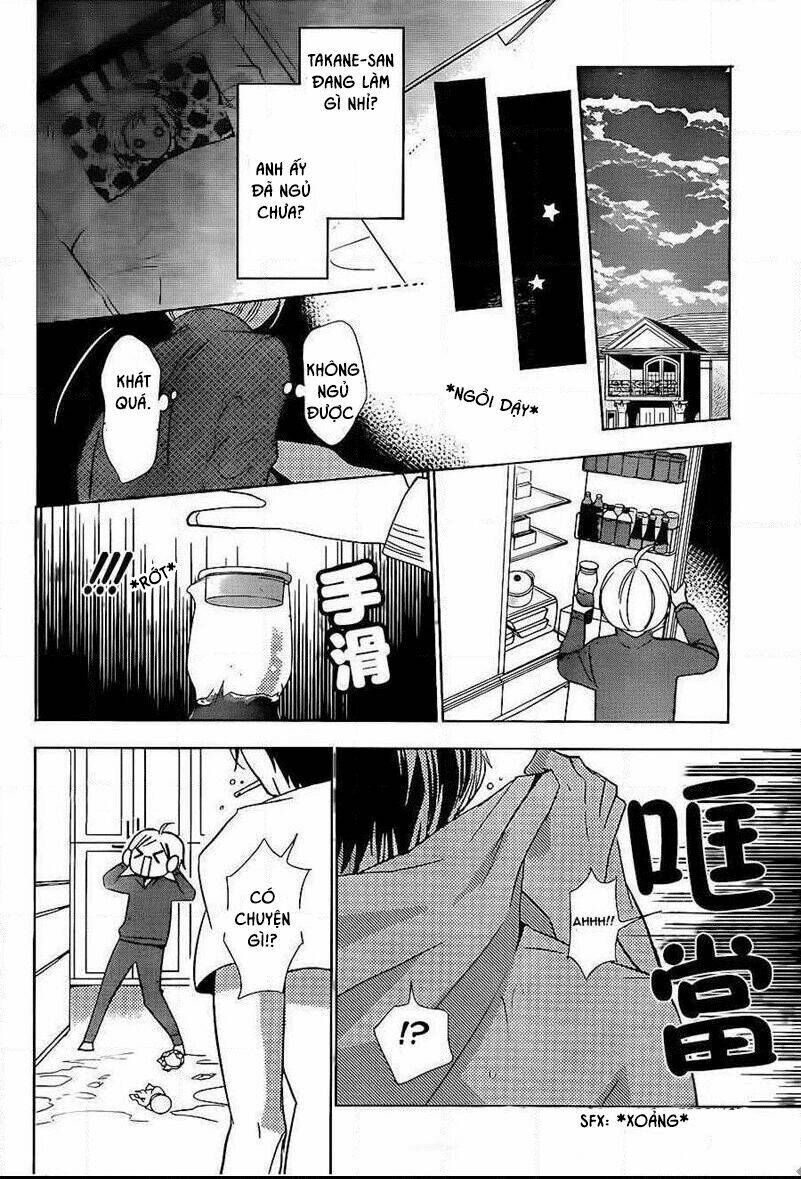 TAKANE-SAN
ĐANG LÀM
GÌ NHỈ?
ANH ẤY
ĐÃ NGỦ
CHƯA?
*NGỒI DẬY*
KHÔNG
NGỦ
ĐƯỢC
KHÁT
QUÁ.
手滑
*RỚT*
!!!
哐當
AHHH!!
!?
SFX: *XOẢNG*
CÓ
CHUYỆN
GÌ!?